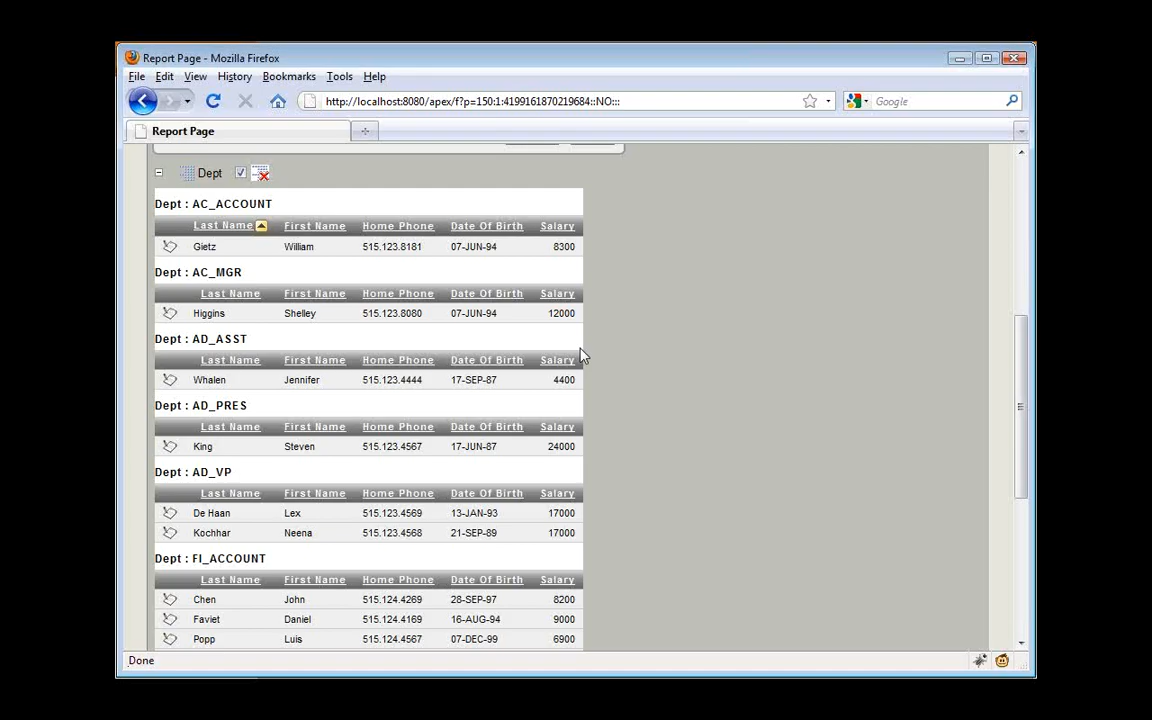 Report Page - Mozilla Firefox
File Edit View History Bookmarks Tools Help
http://localhost:8080/apex/f?p=150:1:4199161870219684::NO::: Google
Report Page
Dept
Dept : AC_ACCOUNT
Last Name First Name Home Phone Date Of Birth Salary
Gietz William 515.123.8181 07-JUN-94 8300
Dept : AC_MGR
Last Name First Name Home Phone Date Of Birth Salary
Higgins Shelley 515.123.8080 07-JUN-94 12000
Dept : AD_ASST
Last Name First Name Home Phone Date Of Birth Salary
Whalen Jennifer 515.123.4444 17-SEP-87 4400
Dept : AD_PRES
Last Name First Name Home Phone Date Of Birth Salary
King Steven 515.123.4567 17-JUN-87 24000
Dept : AD_VP
Last Name First Name Home Phone Date Of Birth Salary
De Haan Lex 515.123.4569 13-JAN-93 17000
Kochhar Neena 515.123.4568 21-SEP-89 17000
Dept : FI_ACCOUNT
Last Name First Name Home Phone Date Of Birth Salary
Chen John 515.124.4269 28-SEP-97 8200
Faviet Daniel 515.124.4169 16-AUG-94 9000
Popp Luis 515.124.4567 07-DEC-99 6900
Done